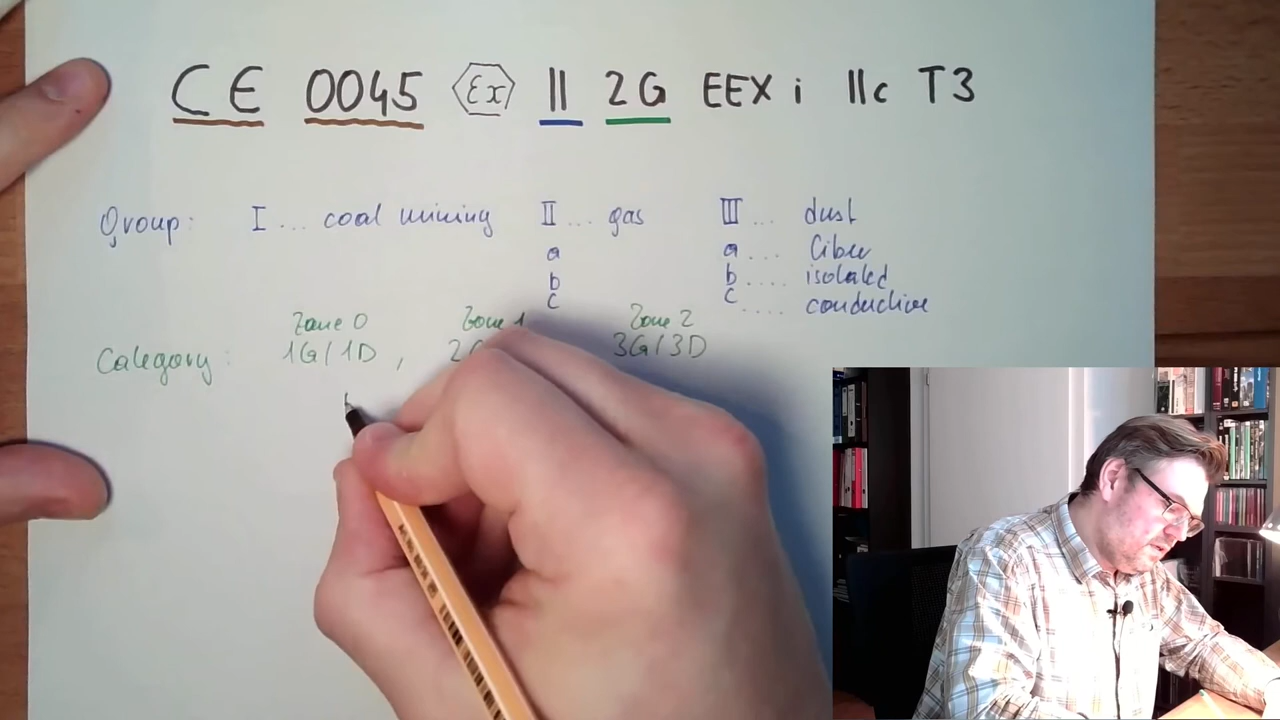 CE 0045 Ex II 2G EEX i IIc T3
Group: I ... coal mining II ... gas III ... dust
a a .... fiber
b b .... isolated
c c .... conductive
Zone 0 Zone 1 Zone 2
Category: 1G/1D , 3G/3D